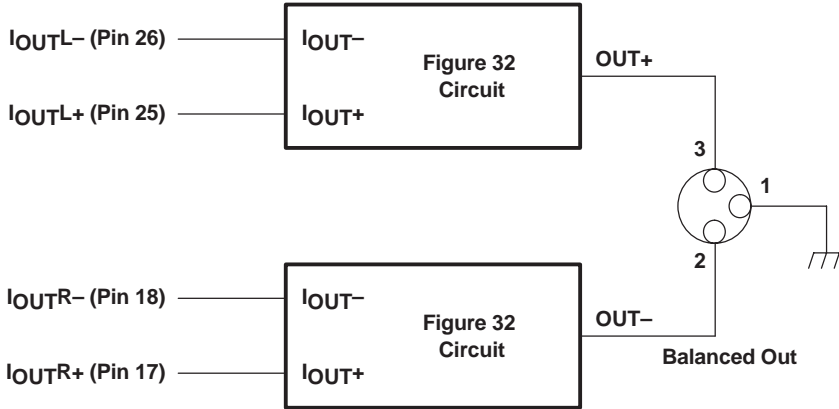 IOUTL– (Pin 26)
IOUT–
Figure 32
Circuit
OUT+
IOUTL+ (Pin 25)
IOUT+
3
1
2
IOUTR– (Pin 18)
IOUT–
Figure 32
Circuit
OUT–
Balanced Out
IOUTR+ (Pin 17)
IOUT+